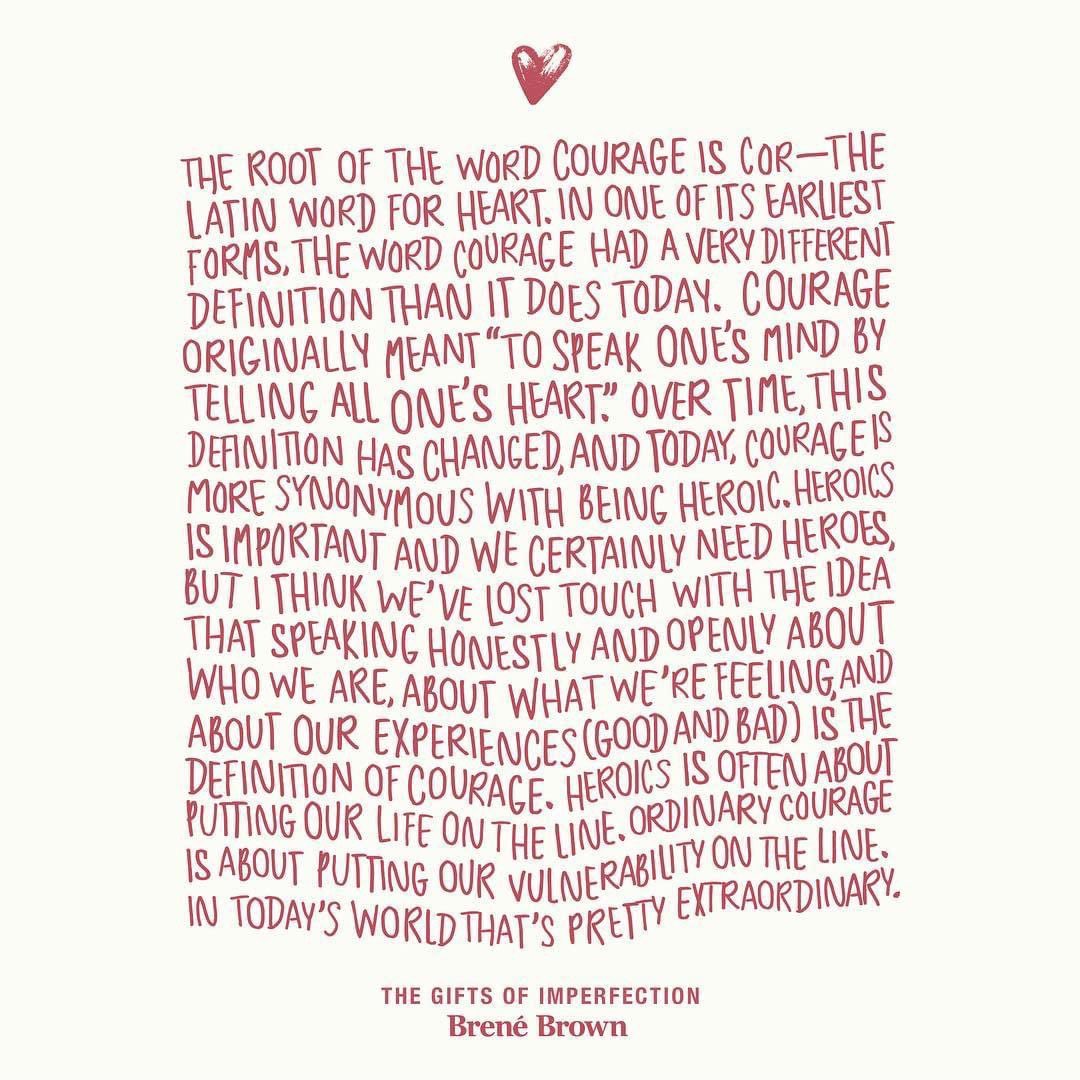 THE ROOT OF THE WORD COURAGE IS COR—THE
LATIN WORD FOR HEART. IN ONE OF ITS EARLIEST
FORMS, THE WORD COURAGE HAD A VERY DIFFERENT
DEFINITION THAN IT DOES TODAY. COURAGE
ORIGINALLY MEANT “TO SPEAK ONE’S MIND BY
TELLING ALL ONE’S HEART.” OVER TIME, THIS
DEFINITION HAS CHANGED, AND TODAY, COURAGE IS
MORE SYNONYMOUS WITH BEING HEROIC. HEROICS
IS IMPORTANT AND WE CERTAINLY NEED HEROES,
BUT I THINK WE’VE LOST TOUCH WITH THE IDEA
THAT SPEAKING HONESTLY AND OPENLY ABOUT
WHO WE ARE, ABOUT WHAT WE’RE FEELING, AND
ABOUT OUR EXPERIENCES (GOOD AND BAD) IS THE
DEFINITION OF COURAGE. HEROICS IS OFTEN ABOUT
PUTTING OUR LIFE ON THE LINE. ORDINARY COURAGE
IS ABOUT PUTTING OUR VULNERABILITY ON THE LINE.
IN TODAY’S WORLD THAT’S PRETTY EXTRAORDINARY.
THE GIFTS OF IMPERFECTION
Brené Brown